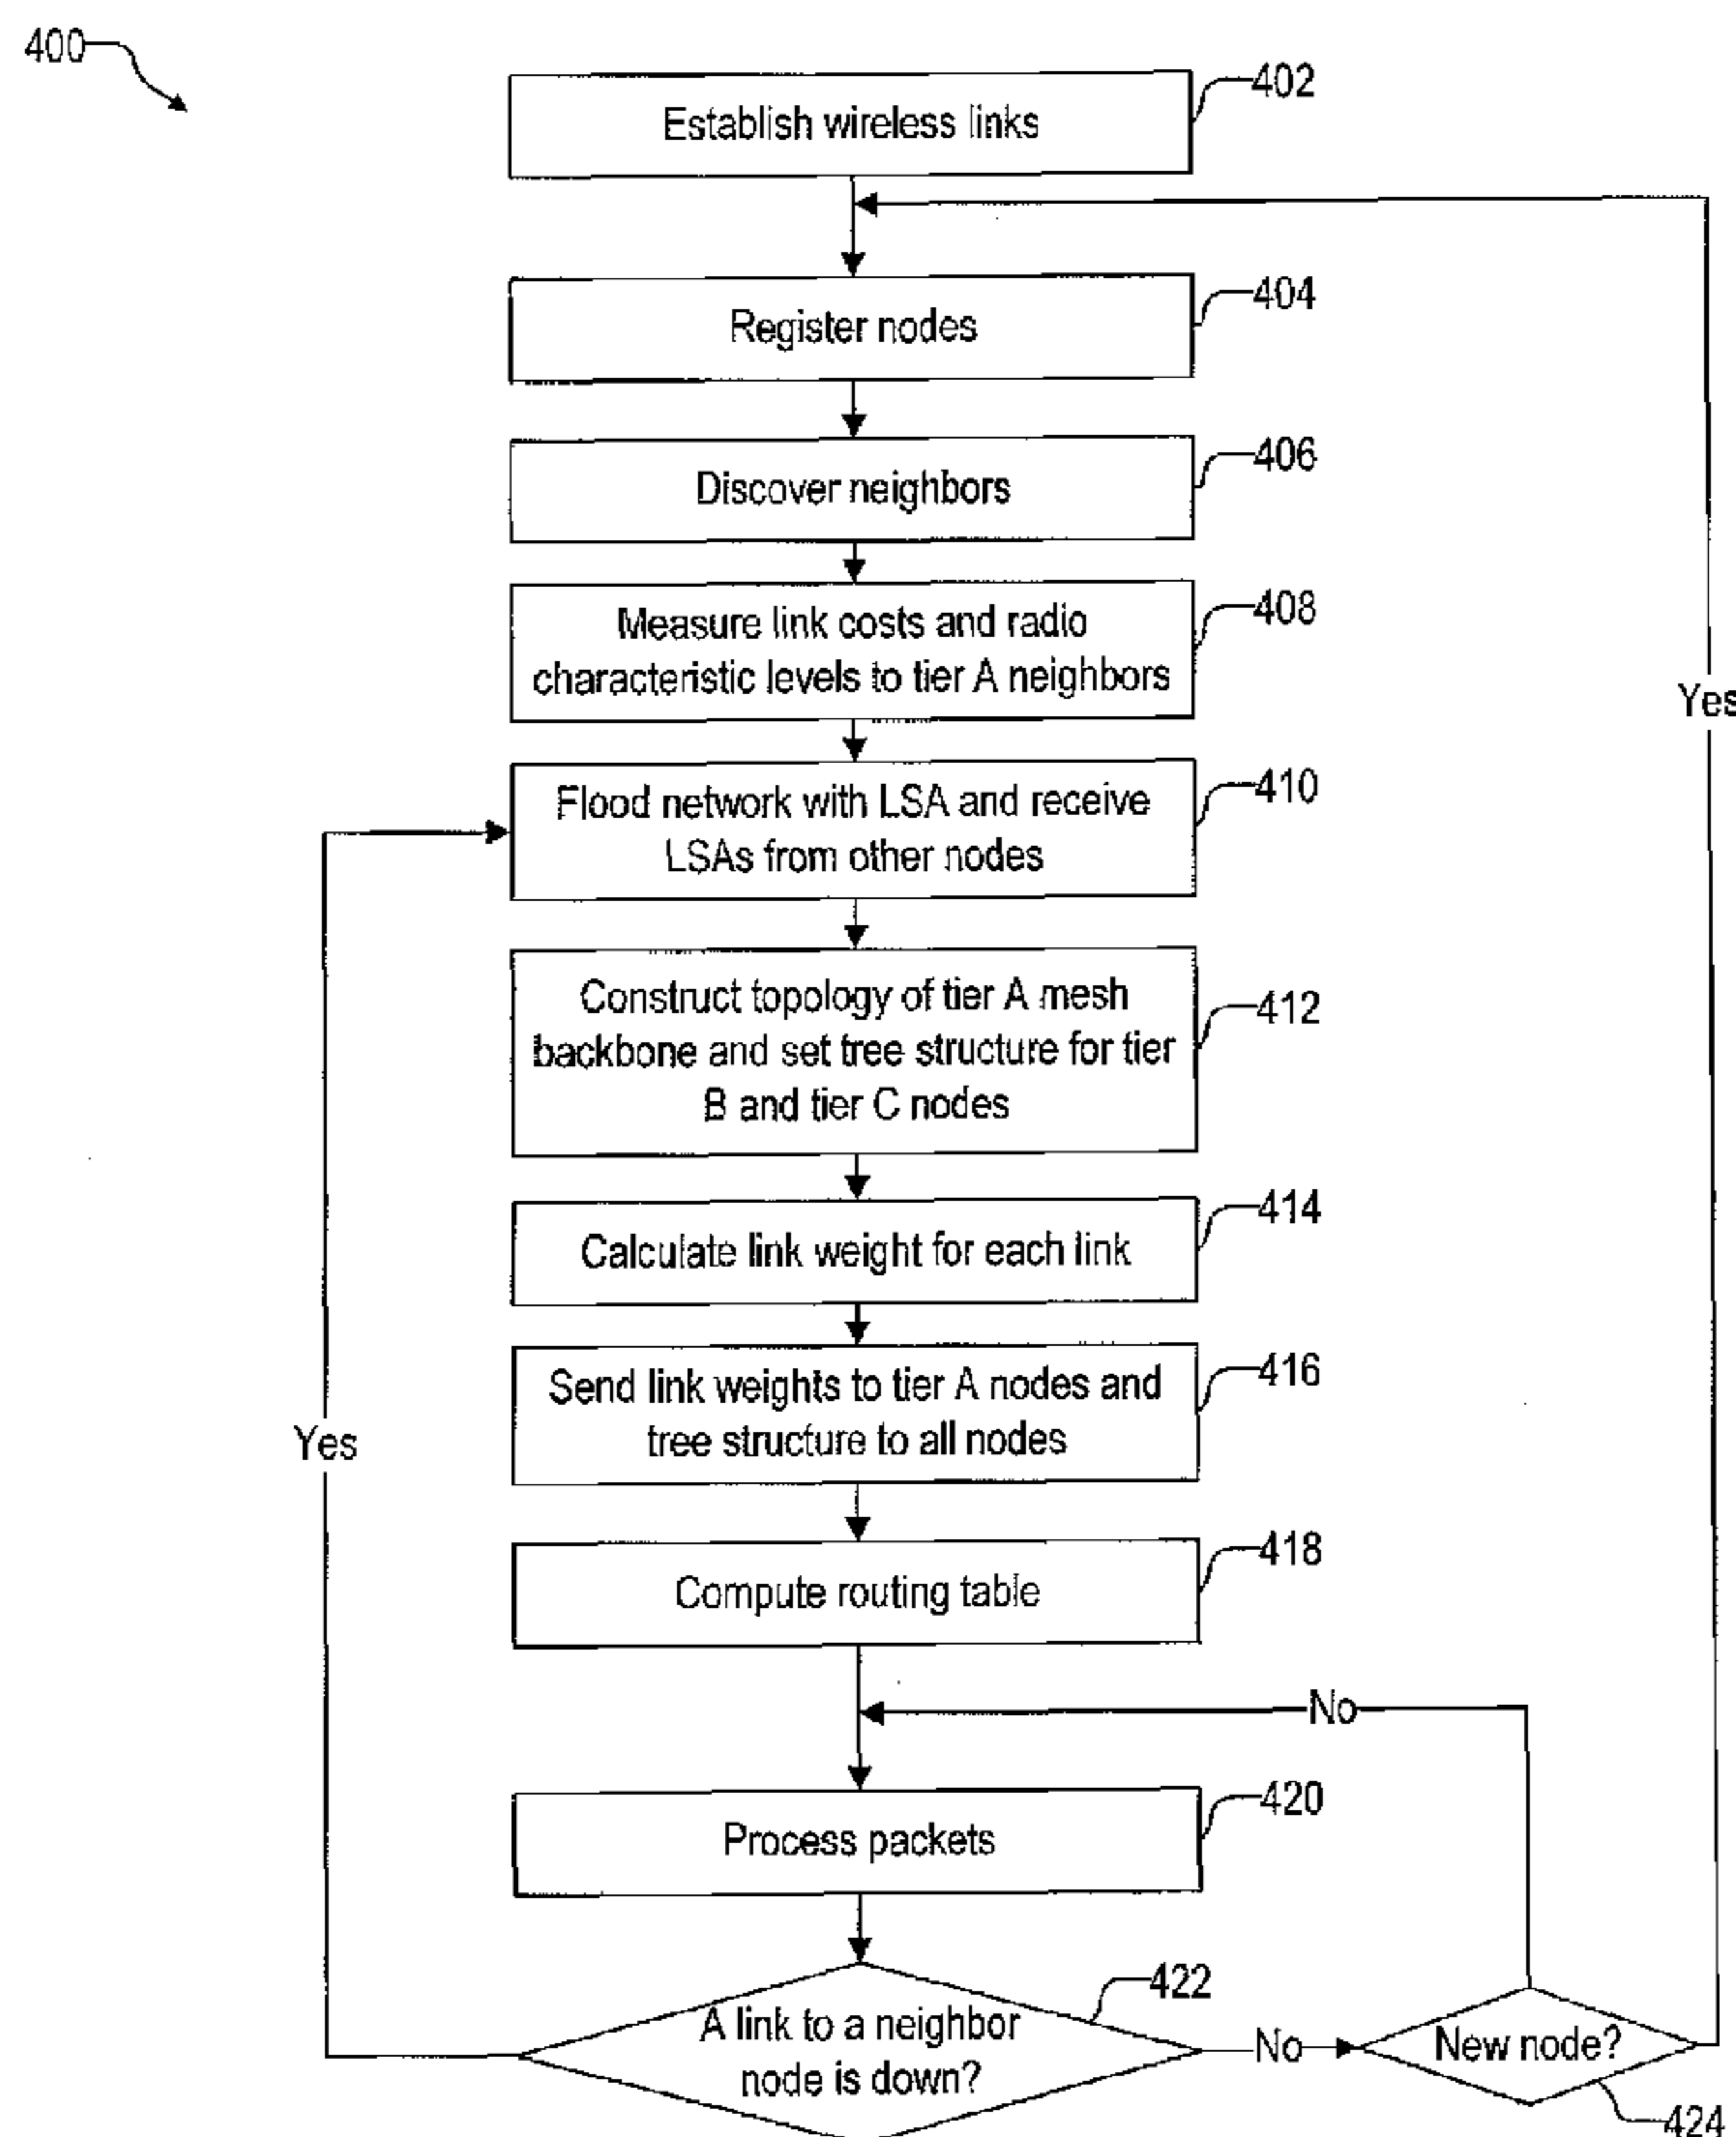 400
402
Establish wireless links
404
Register nodes
406
Discover neighbors
408
Measure link costs and radio
characteristic levels to tier A neighbors
Yes
410
Flood network with LSA and receive
LSAs from other nodes
412
Construct topology of tier A mesh
backbone and set tree structure for tier
B and tier C nodes
414
Calculate link weight for each link
416
Send link weights to tier A nodes and
tree structure to all nodes
Yes
418
Compute routing table
No
420
Process packets
422
A link to a neighbor
node is down?
No
New node?
424